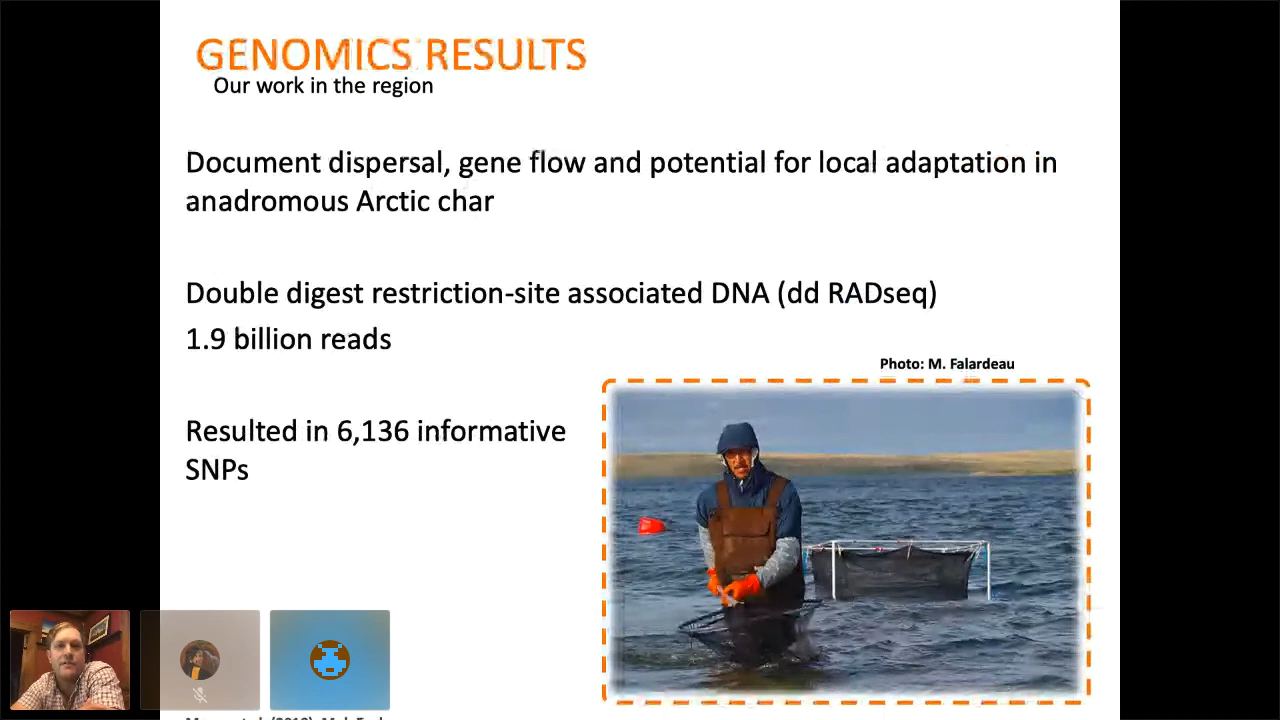 GENOMICS RESULTS
Our work in the region
Document dispersal, gene flow and potential for local adaptation in
anadromous Arctic char
Double digest restriction-site associated DNA (dd RADseq)
1.9 billion reads
Photo: M. Falardeau
Resulted in 6,136 informative
SNPs